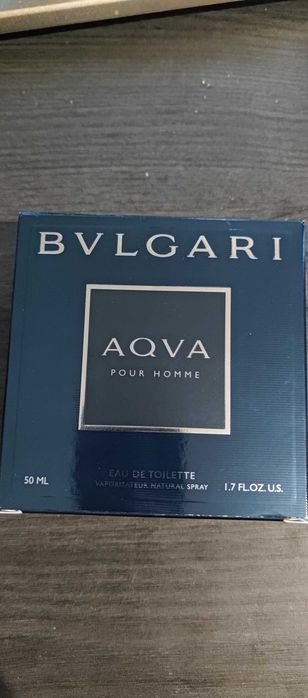 BVLGARI
AQVA
POUR HOMME
EAU DE TOILETTE
50 ML VAPORISATEUR NATURAL SPRAY 1.7 FL.OZ. U.S.